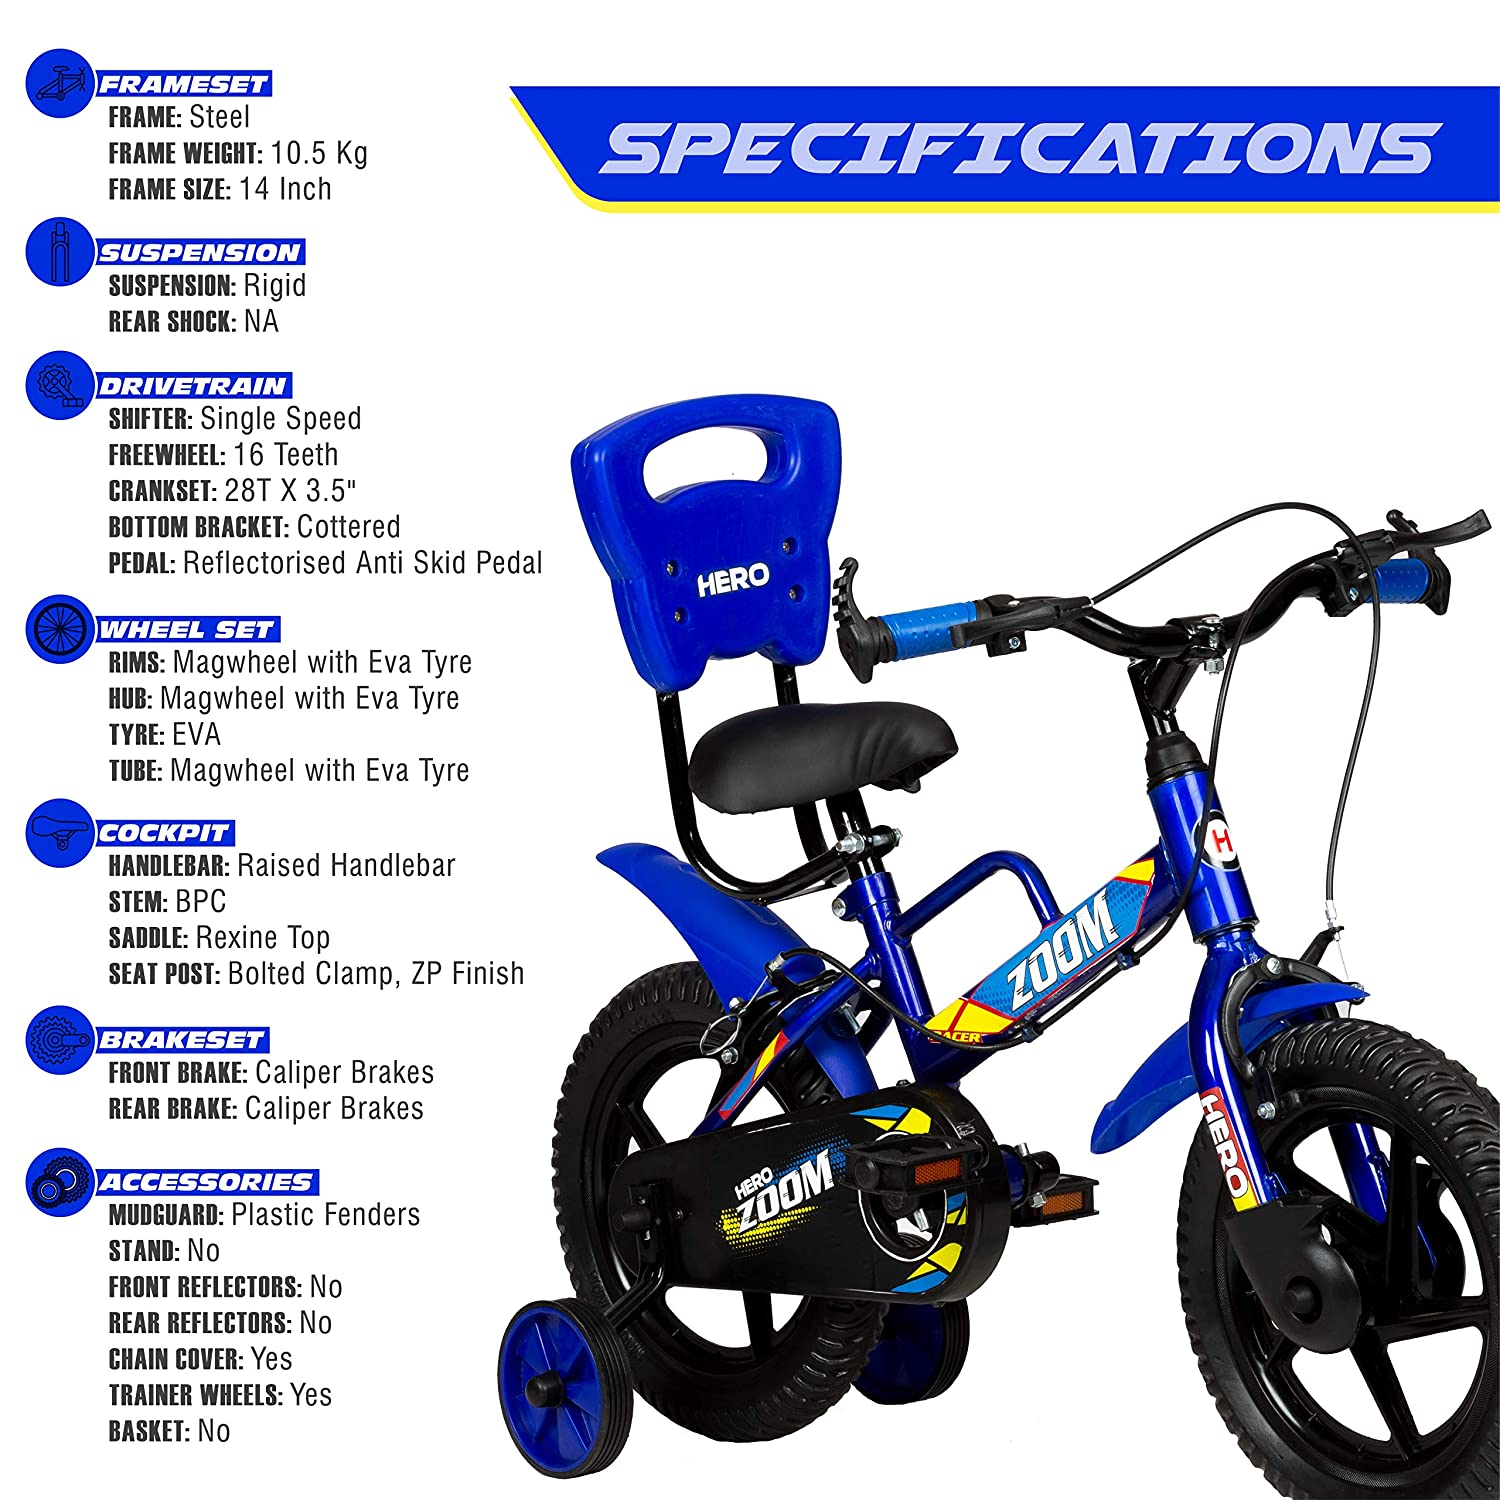 FRAMESET
FRAME: Steel
FRAME WEIGHT: 10.5 Kg
FRAME SIZE: 14 Inch
SUSPENSION
SUSPENSION: Rigid
REAR SHOCK: NA
DRIVETRAIN
SHIFTER: Single Speed
FREEWHEEL: 16 Teeth
CRANKSET: 28T X 3.5"
BOTTOM BRACKET: Cottered
PEDAL: Reflectorised Anti Skid Pedal
WHEEL SET
RIMS: Magwheel with Eva Tyre
HUB: Magwheel with Eva Tyre
TYRE: EVA
TUBE: Magwheel with Eva Tyre
COCKPIT
HANDLEBAR: Raised Handlebar
STEM: BPC
SADDLE: Rexine Top
SEAT POST: Bolted Clamp, ZP Finish
BRAKESET
FRONT BRAKE: Caliper Brakes
REAR BRAKE: Caliper Brakes
ACCESSORIES
MUDGUARD: Plastic Fenders
STAND: No
FRONT REFLECTORS: No
REAR REFLECTORS: No
CHAIN COVER: Yes
TRAINER WHEELS: Yes
BASKET: No
SPECIFICATIONS
HERO
H
ZOOM
RACER
HERO
HERO
ZOOM